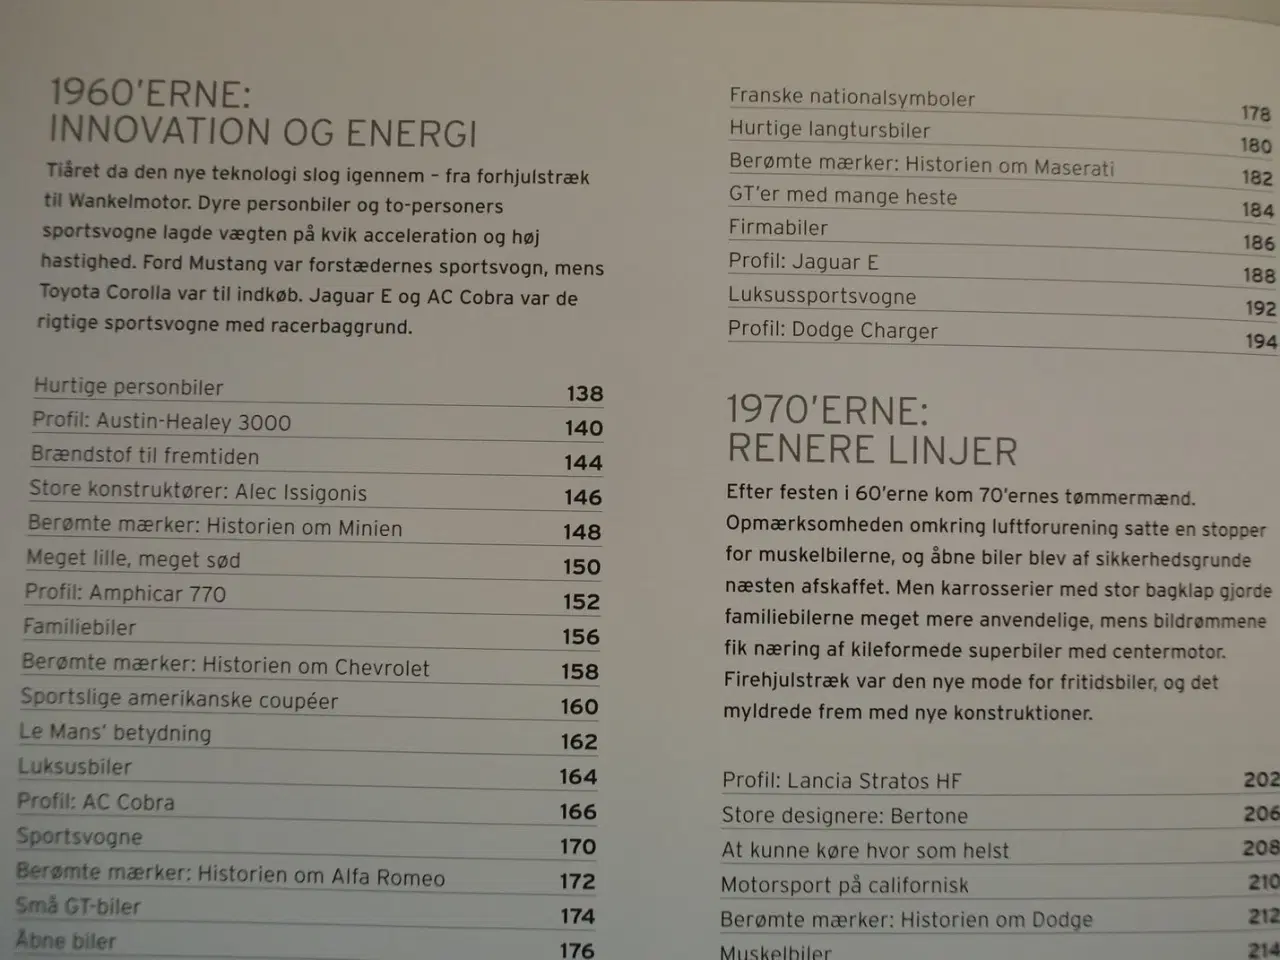 1960'ERNE:
INNOVATION OG ENERGI
Tiåret da den nye teknologi slog igennem – fra forhjulstræk
til Wankelmotor. Dyre personbiler og to-personers
sportsvogne lagde vægten på kvik acceleration og høj
hastighed. Ford Mustang var forstædernes sportsvogn, mens
Toyota Corolla var til indkøb. Jaguar E og AC Cobra var de
rigtige sportsvogne med racerbaggrund.
Hurtige personbiler 138
Profil: Austin-Healey 3000 140
Brændstof til fremtiden 144
Store konstruktører: Alec Issigonis 146
Berømte mærker: Historien om Minien 148
Meget lille, meget sød 150
Profil: Amphicar 770 152
Familiebiler 156
Berømte mærker: Historien om Chevrolet 158
Sportslige amerikanske coupéer 160
Le Mans' betydning 162
Luksusbiler 164
Profil: AC Cobra 166
Sportsvogne 170
Berømte mærker: Historien om Alfa Romeo 172
Små GT-biler 174
Åbne biler 176
Franske nationalsymboler 178
Hurtige langtursbiler 180
Berømte mærker: Historien om Maserati 182
GT'er med mange heste 184
Firmabiler 186
Profil: Jaguar E 188
Luksussportsvogne 192
Profil: Dodge Charger 194
1970'ERNE:
RENERE LINJER
Efter festen i 60'erne kom 70'ernes tømmermænd.
Opmærksomheden omkring luftforurening satte en stopper
for muskelbilerne, og åbne biler blev af sikkerhedsgrunde
næsten afskaffet. Men karrosserier med stor bagklap gjorde
familiebilerne meget mere anvendelige, mens bildrømmene
fik næring af kileformede superbiler med centermotor.
Firehjulstræk var den nye mode for fritidsbiler, og det
myldrede frem med nye konstruktioner.
Profil: Lancia Stratos HF 202
Store designere: Bertone 206
At kunne køre hvor som helst 208
Motorsport på californisk 210
Berømte mærker: Historien om Dodge 212
Muskelbiler 214